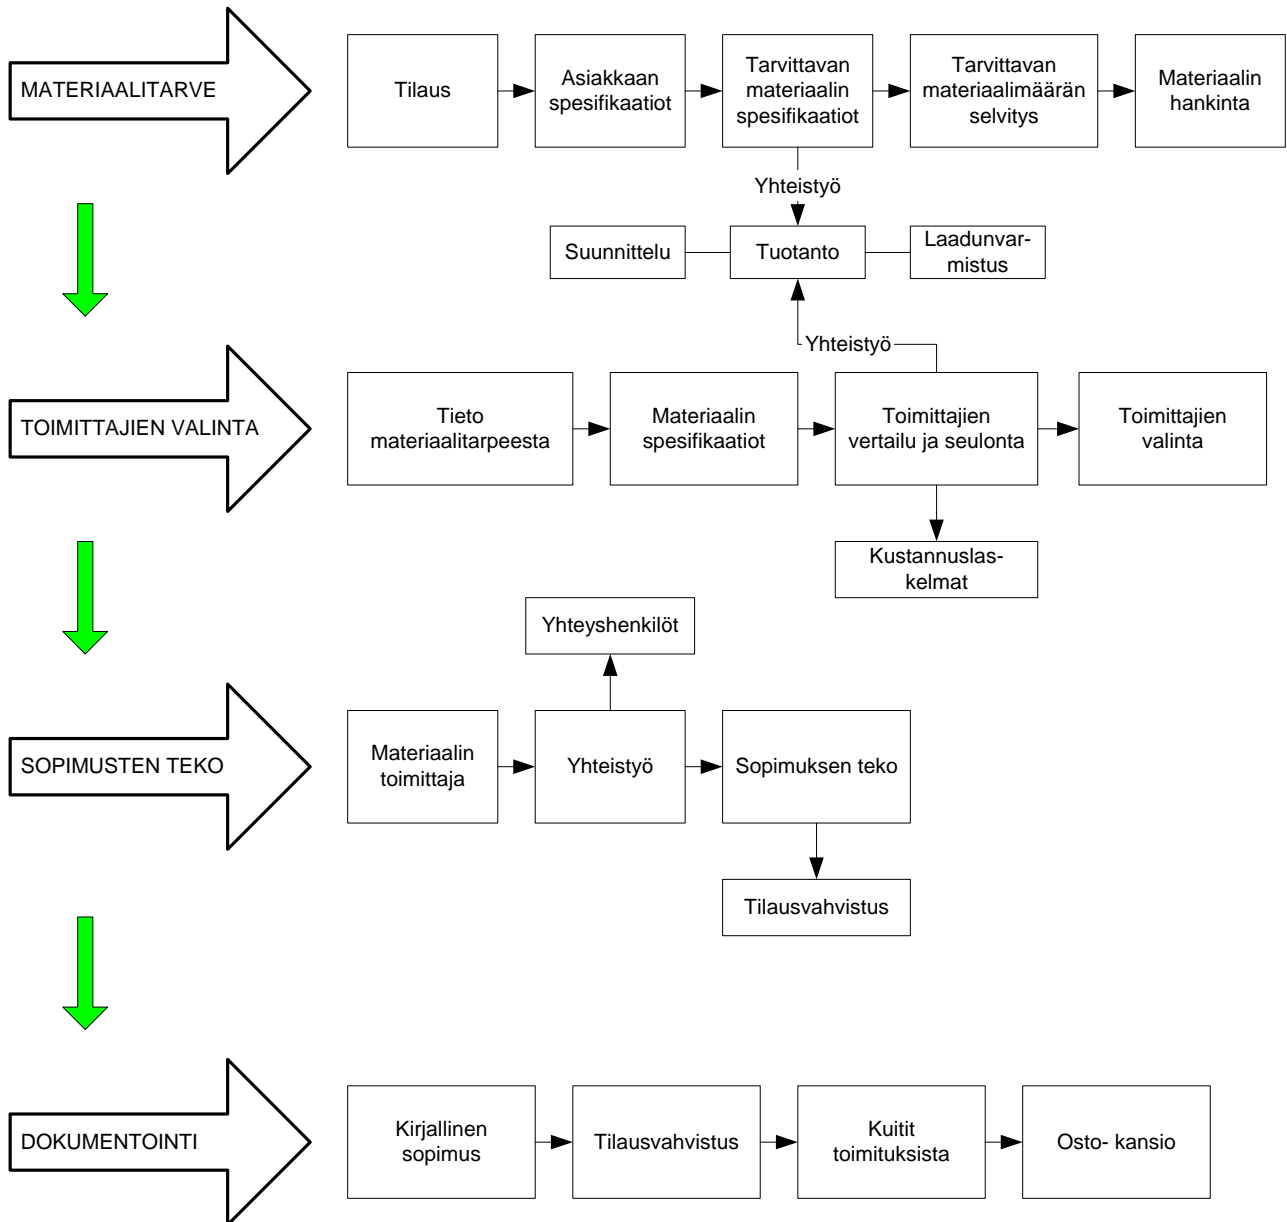 MATERIAALITARVE
Tilaus
Asiakkaan
spesifikaatiot
Tarvittavan
materiaalin
spesifikaatiot
Tarvittavan
materiaalimäärän
selvitys
Materiaalin
hankinta
Yhteistyö
Suunnittelu
Tuotanto
Laadunvar-
mistus
Yhteistyö
TOIMITTAJIEN VALINTA
Tieto
materiaalitarpeesta
Materiaalin
spesifikaatiot
Toimittajien
vertailu ja seulonta
Toimittajien
valinta
Kustannuslas-
kelmat
Yhteyshenkilöt
SOPIMUSTEN TEKO
Materiaalin
toimittaja
Yhteistyö
Sopimuksen teko
Tilausvahvistus
DOKUMENTOINTI
Kirjallinen
sopimus
Tilausvahvistus
Kuitit
toimituksista
Osto- kansio